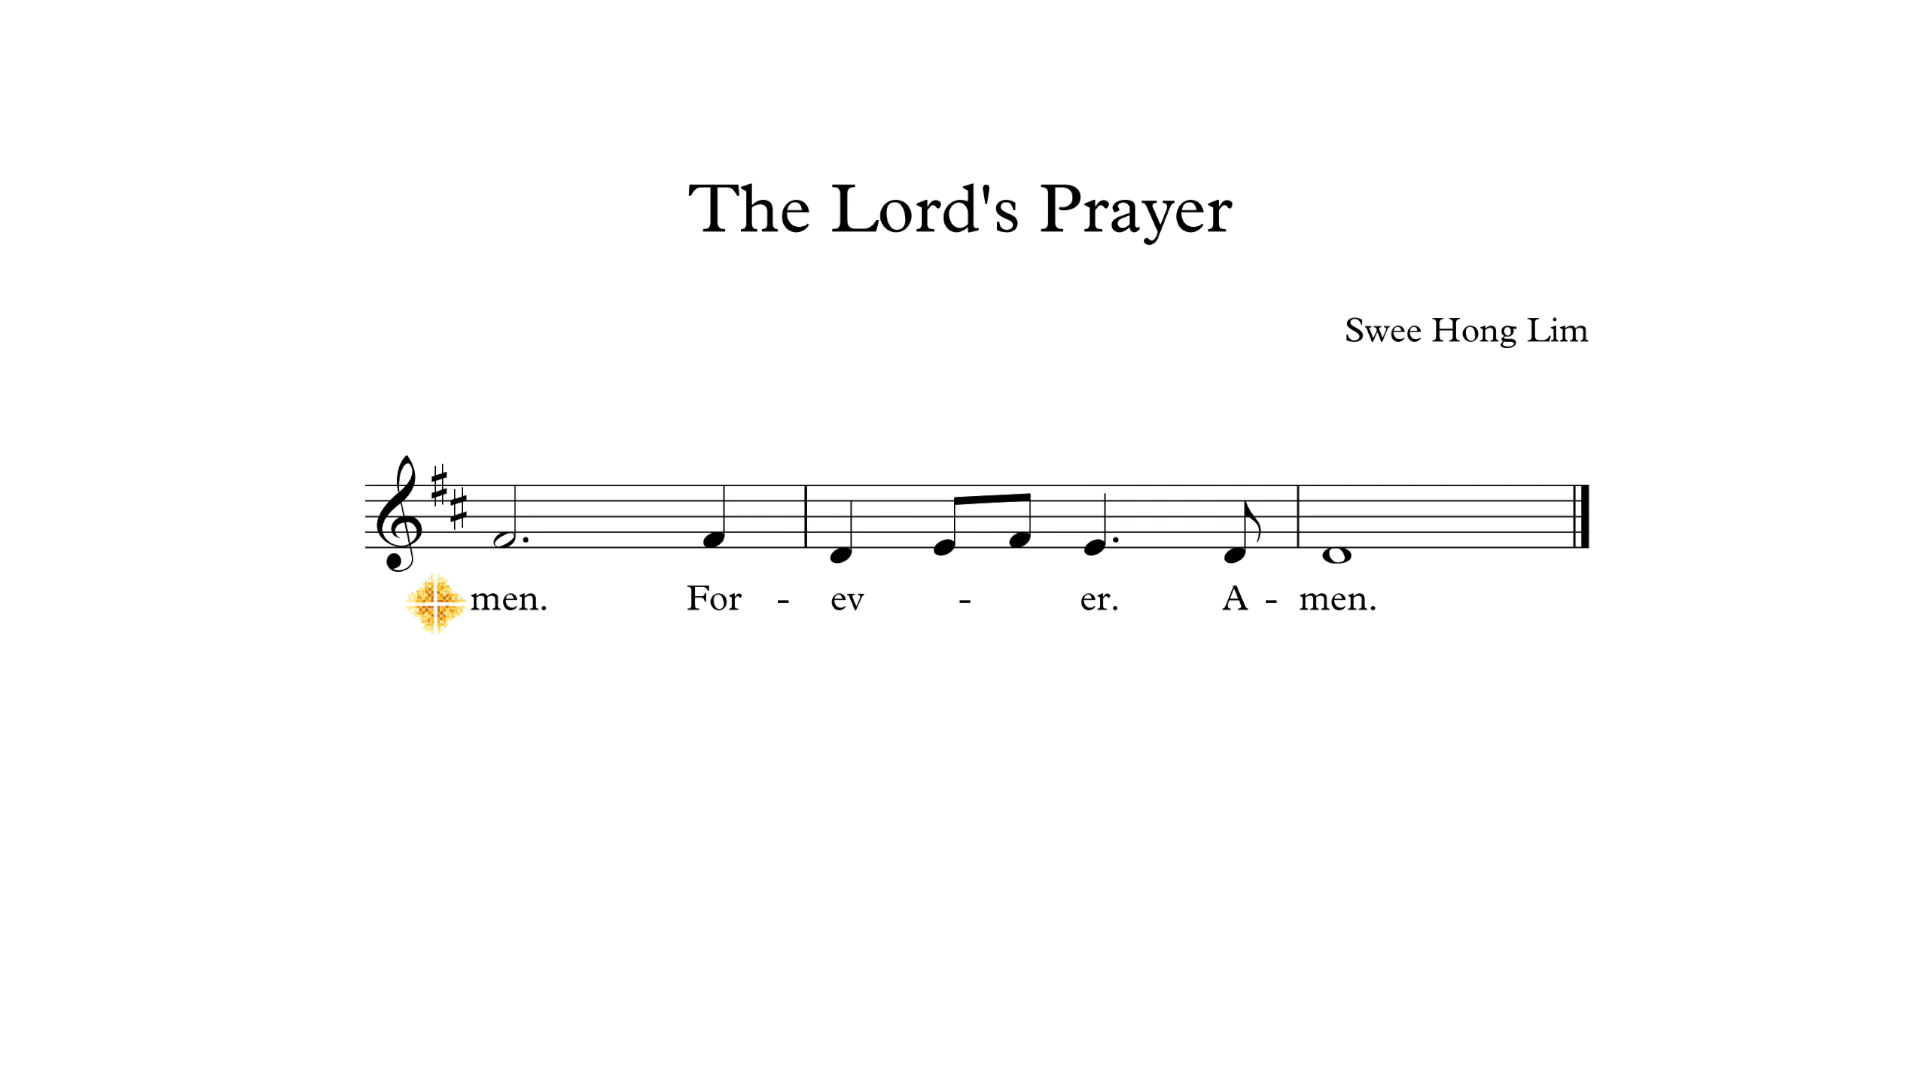 The Lord's Prayer
Swee Hong Lim
men. For - ev - er. A - men.